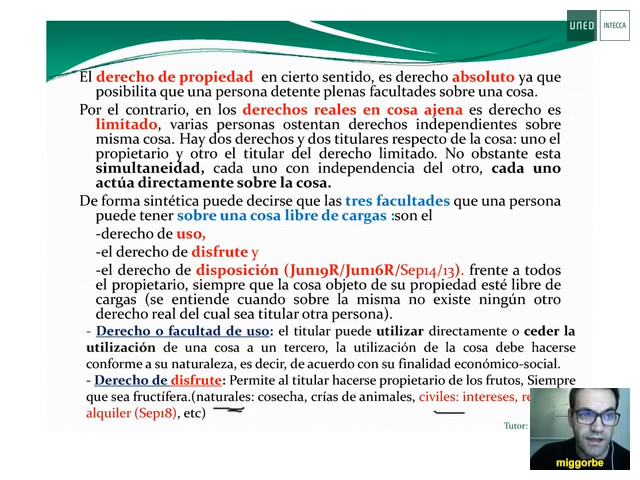 UNED INTECCA
El derecho de propiedad en cierto sentido, es derecho absoluto ya que
posibilita que una persona detente plenas facultades sobre una cosa.
Por el contrario, en los derechos reales en cosa ajena es derecho es
limitado, varias personas ostentan derechos independientes sobre
misma cosa. Hay dos derechos y dos titulares respecto de la cosa: uno el
propietario y otro el titular del derecho limitado. No obstante esta
simultaneidad, cada uno con independencia del otro, cada uno
actúa directamente sobre la cosa.
De forma sintética puede decirse que las tres facultades que una persona
puede tener sobre una cosa libre de cargas :son el
-derecho de uso,
-el derecho de disfrute y
-el derecho de disposición (Jun19R/Jun16R/Sep14/13). frente a todos
el propietario, siempre que la cosa objeto de su propiedad esté libre de
cargas (se entiende cuando sobre la misma no existe ningún otro
derecho real del cual sea titular otra persona).
- Derecho o facultad de uso: el titular puede utilizar directamente o ceder la
utilización de una cosa a un tercero, la utilización de la cosa debe hacerse
conforme a su naturaleza, es decir, de acuerdo con su finalidad económico-social.
- Derecho de disfrute: Permite al titular hacerse propietario de los frutos, Siempre
que sea fructífera.(naturales: cosecha, crías de animales, civiles: intereses,
alquiler (Sep18), etc)
Tutor:
miggorbe